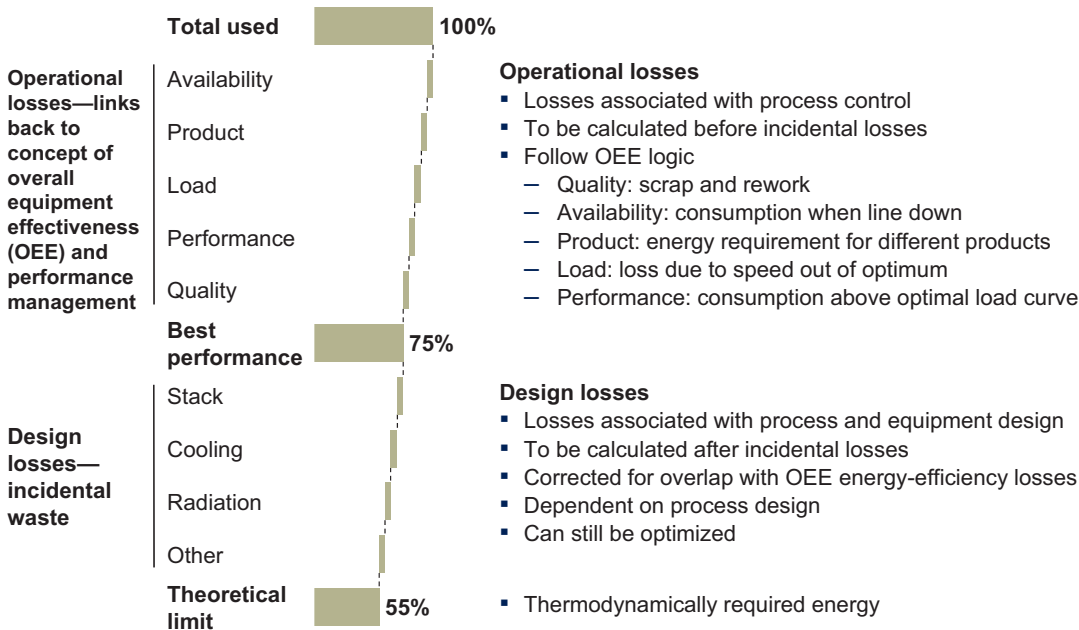 Total used
100%
Operational
losses—links
back to
concept of
overall
equipment
effectiveness
(OEE) and
performance
management
Availability
Product
Load
Performance
Quality
Operational losses
▪ Losses associated with process control
▪ To be calculated before incidental losses
▪ Follow OEE logic
– Quality: scrap and rework
– Availability: consumption when line down
– Product: energy requirement for different products
– Load: loss due to speed out of optimum
– Performance: consumption above optimal load curve
Best
performance
75%
Design
losses—
incidental
waste
Stack
Cooling
Radiation
Other
Design losses
▪ Losses associated with process and equipment design
▪ To be calculated after incidental losses
▪ Corrected for overlap with OEE energy-efficiency losses
▪ Dependent on process design
▪ Can still be optimized
Theoretical
limit
55%
▪ Thermodynamically required energy